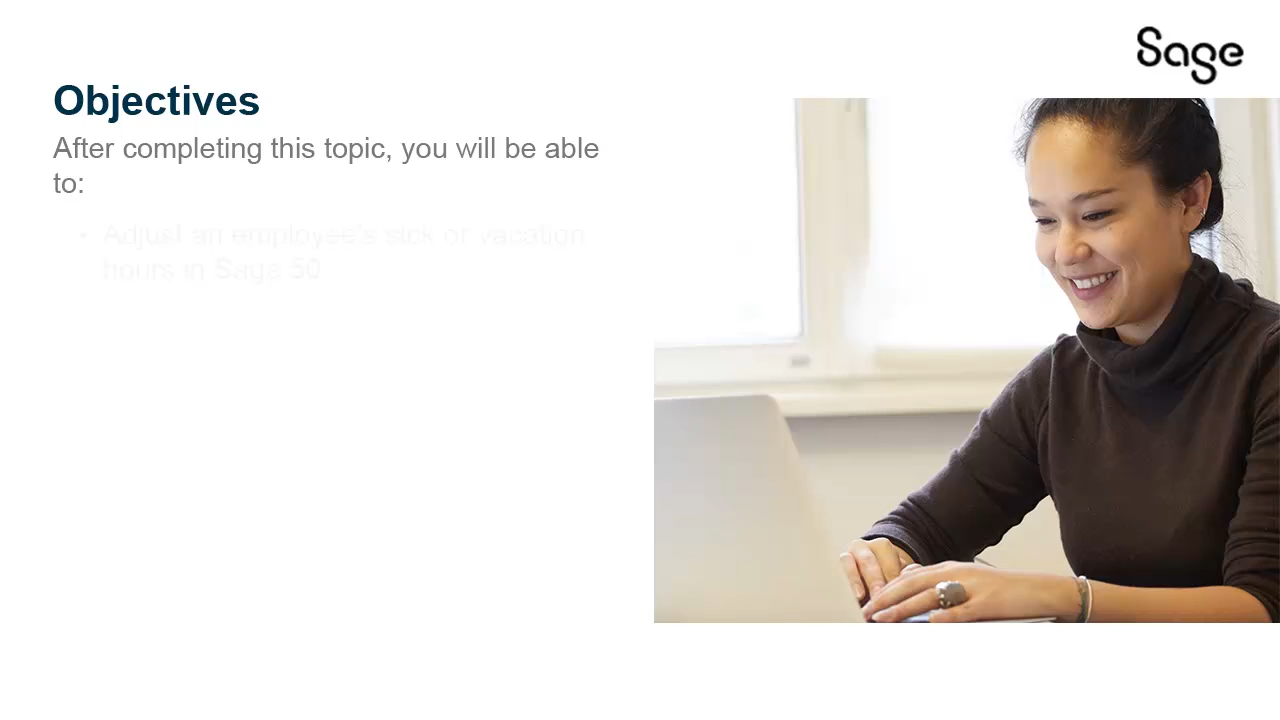 Sage
Objectives
After completing this topic, you will be able
to:
• Adjust an employee's sick or vacation
hours in Sage 50